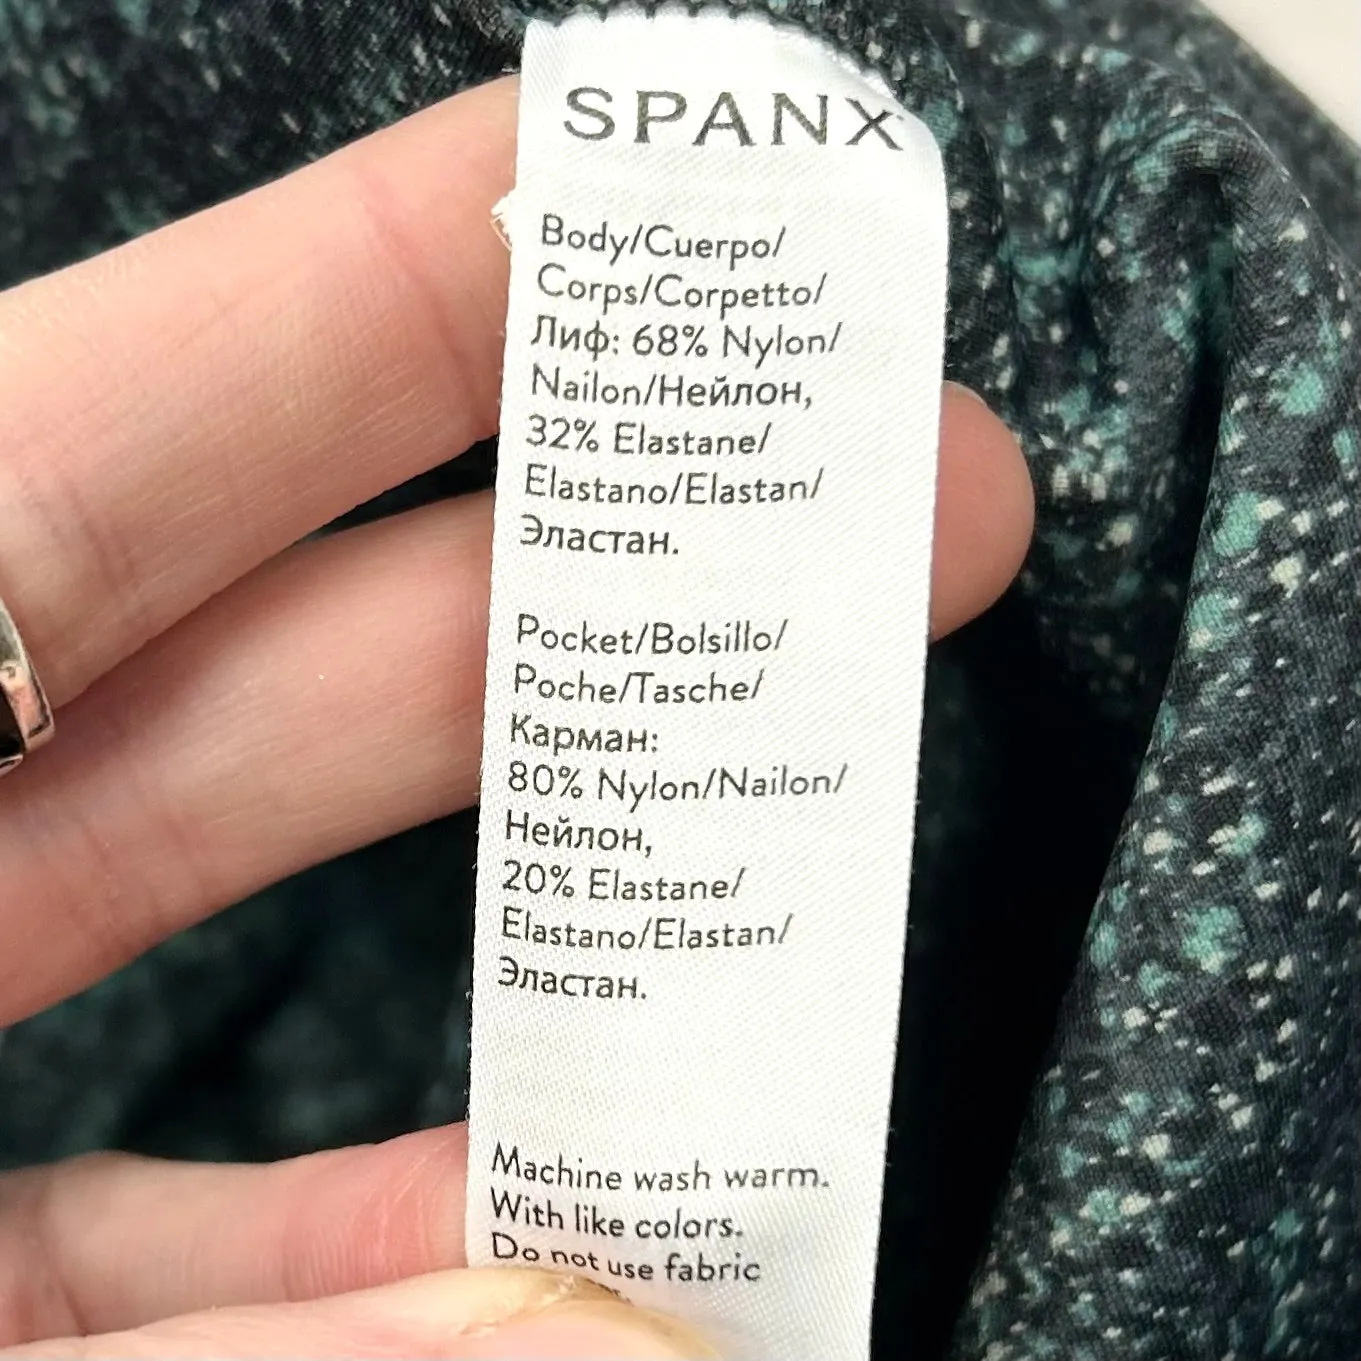 SPANX
Body/Cuerpo/
Corps/Corpetto/
Лиф: 68% Nylon/
Nailon/Нейлон,
32% Elastane/
Elastano/Elastan/
Эластан.
Pocket/Bolsillo/
Poche/Tasche/
Карман:
80% Nylon/Nailon/
Нейлон,
20% Elastane/
Elastano/Elastan/
Эластан.
Machine wash warm.
With like colors.
Do not use fabric